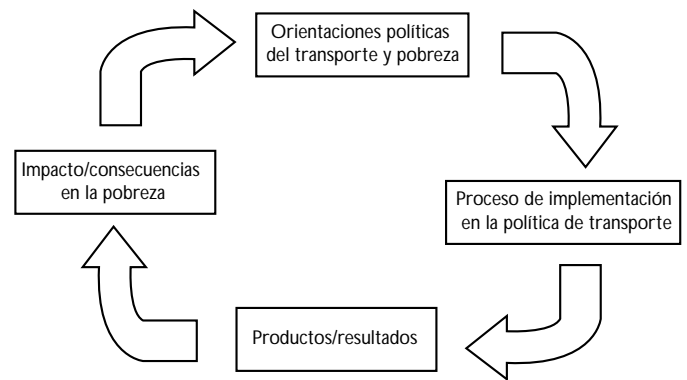 Orientaciones políticas
del transporte y pobreza
Impacto/consecuencias
en la pobreza
Proceso de implementación
en la política de transporte
Productos/resultados